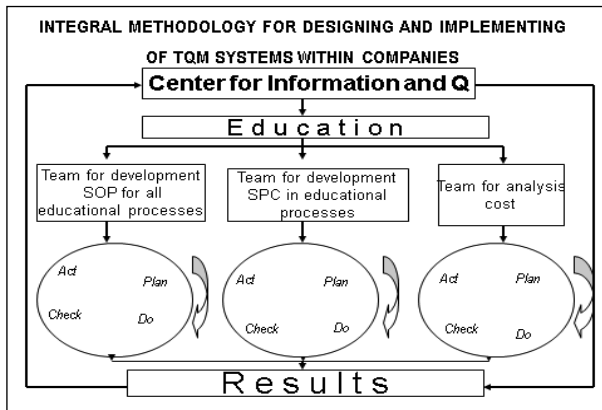 INTEGRAL METHODOLOGY FOR DESIGNING AND IMPLEMENTING
OF TQM SYSTEMS WITHIN COMPANIES
Center for Information and Q
Education
Team for development
SOP for all
educational processes
Team for development
SPC in educational
processes
Team for analysis
cost
Act
Plan
Check
Do
Act
Plan
Check
Do
Act
Plan
Check
Do
Results